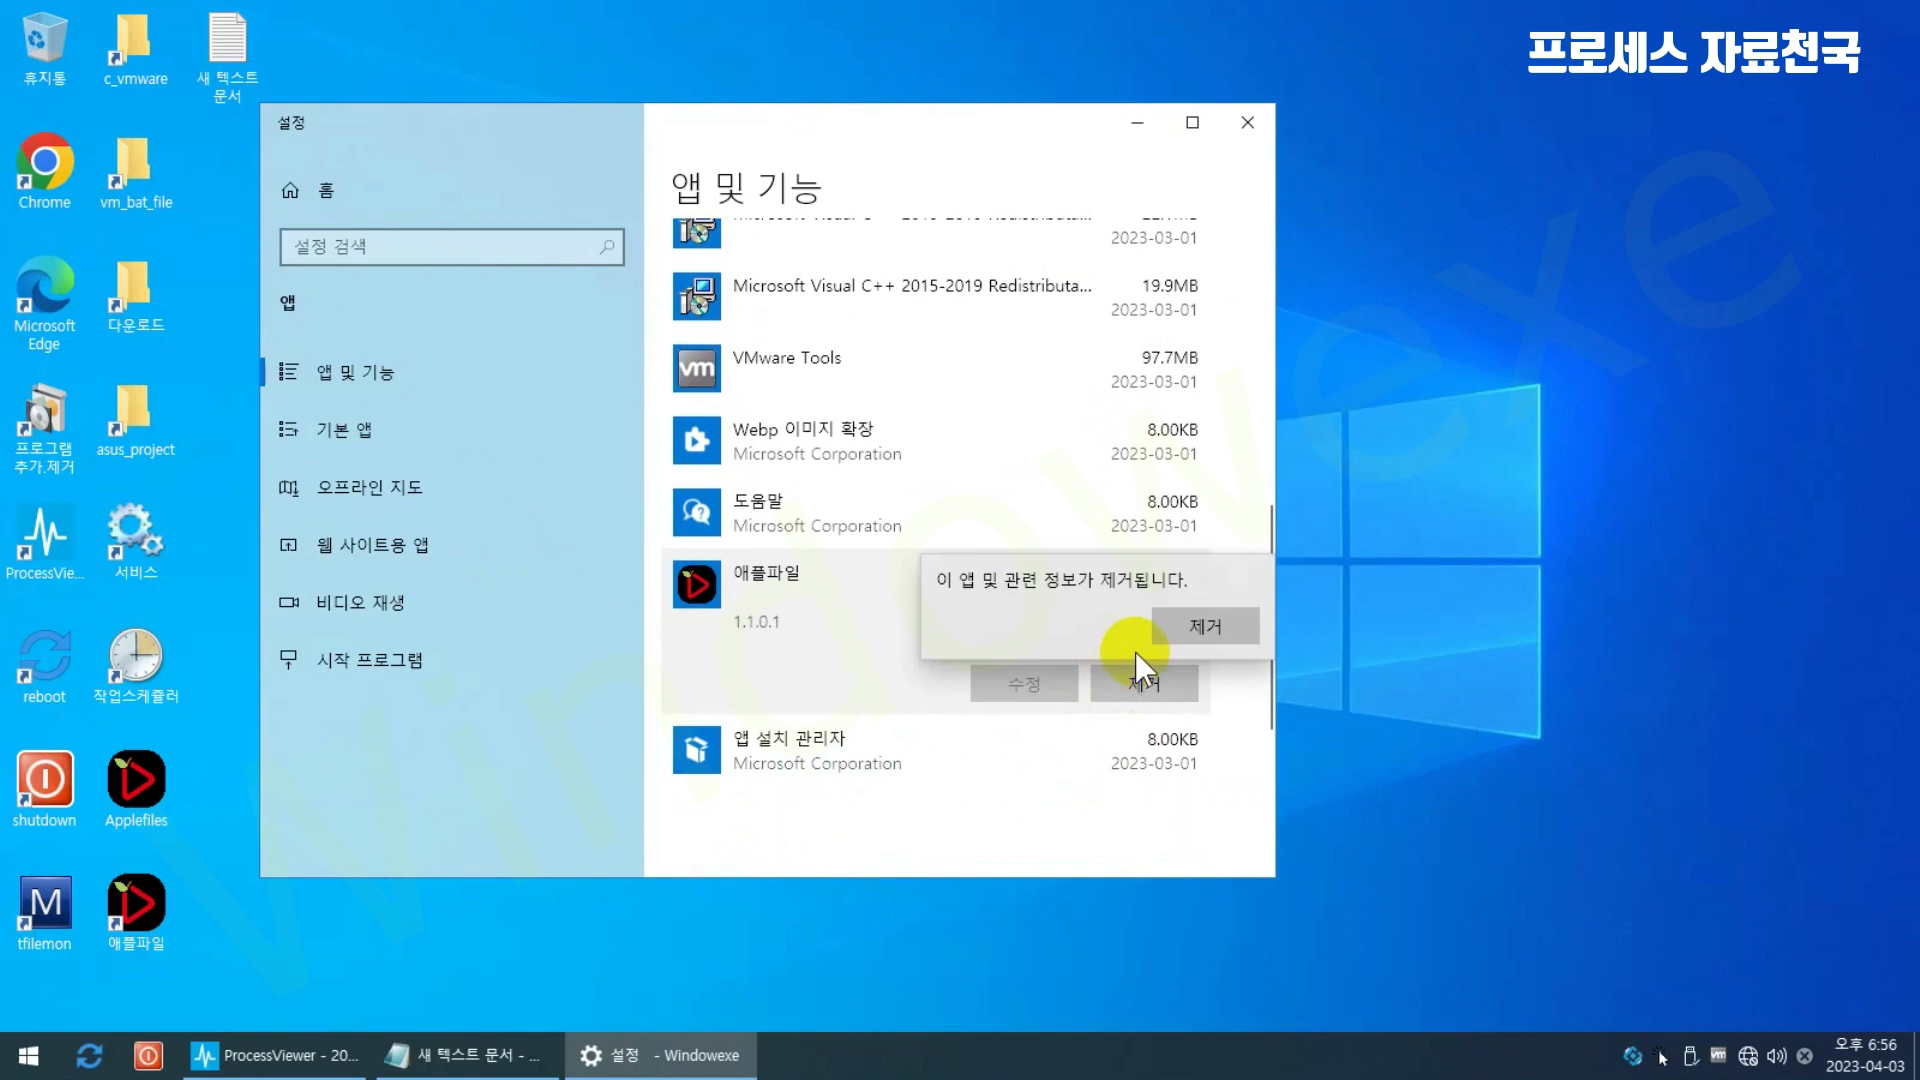 프로세스 자료천국
휴지통
c_vmware
새 텍스트
문서
Chrome
vm_bat_file
Microsoft
Edge
다운로드
프로그램
추가.제거
asus_project
ProcessVie...
서비스
reboot
작업스케쥴러
shutdown
Applefiles
tfilemon
애플파일
설정
홈
설정 검색
앱
앱 및 기능
기본 앱
오프라인 지도
웹 사이트용 앱
비디오 재생
시작 프로그램
앱 및 기능
2023-03-01
Microsoft Visual C++ 2015-2019 Redistributa... 19.9MB
2023-03-01
VMware Tools 97.7MB
2023-03-01
Webp 이미지 확장 8.00KB
Microsoft Corporation 2023-03-01
도움말 8.00KB
Microsoft Corporation 2023-03-01
애플파일
1.1.0.1
이 앱 및 관련 정보가 제거됩니다.
제거
수정 제거
앱 설치 관리자 8.00KB
Microsoft Corporation 2023-03-01
windowexe
ProcessViewer - 20...
새 텍스트 문서 - ...
설정 - Windowexe
오후 6:56
2023-04-03